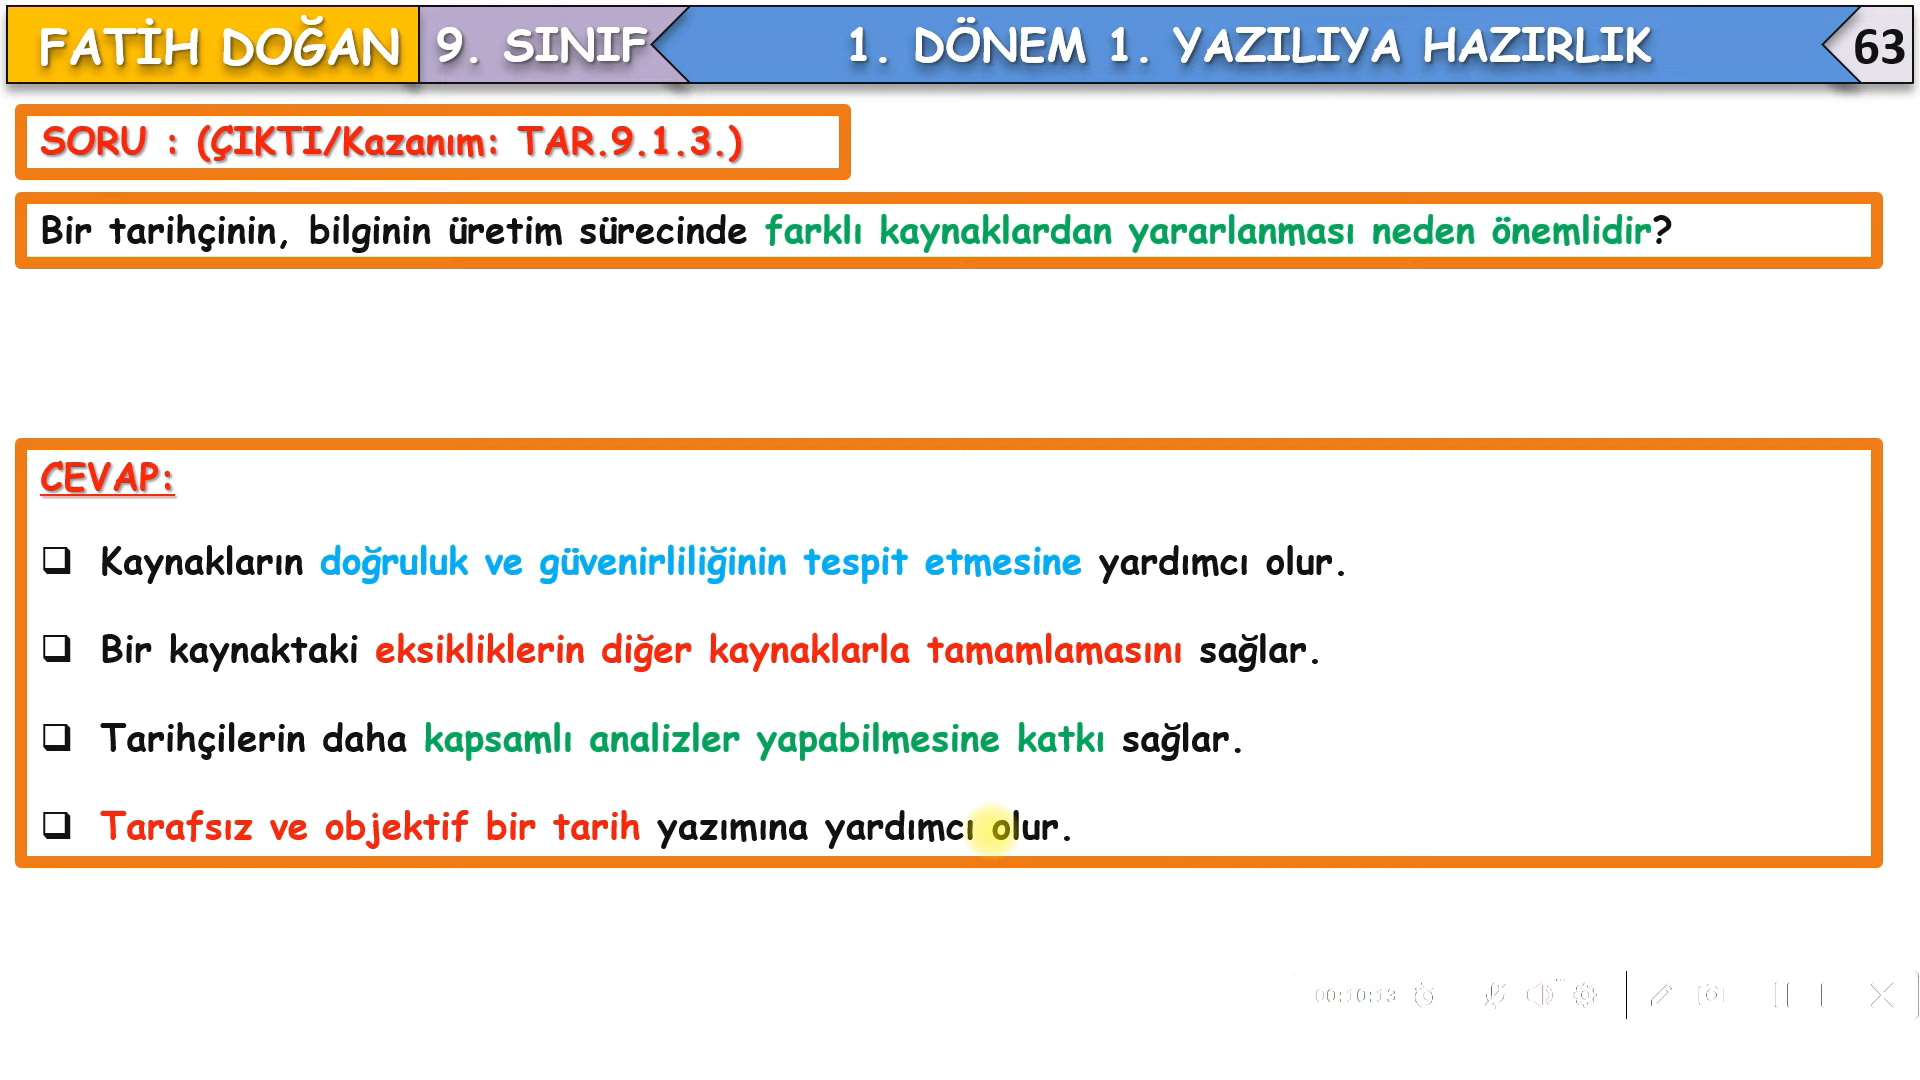 FATİH DOĞAN 9. SINIF 1. DÖNEM 1. YAZILIYA HAZIRLIK 63
SORU : (ÇIKTI/Kazanım: TAR.9.1.3.)
Bir tarihçinin, bilginin üretim sürecinde farklı kaynaklardan yararlanması neden önemlidir?
CEVAP:
❑ Kaynakların doğruluk ve güvenirliliğinin tespit etmesine yardımcı olur.
❑ Bir kaynaktaki eksikliklerin diğer kaynaklarla tamamlamasını sağlar.
❑ Tarihçilerin daha kapsamlı analizler yapabilmesine katkı sağlar.
❑ Tarafsız ve objektif bir tarih yazımına yardımcı olur.
00:10:13